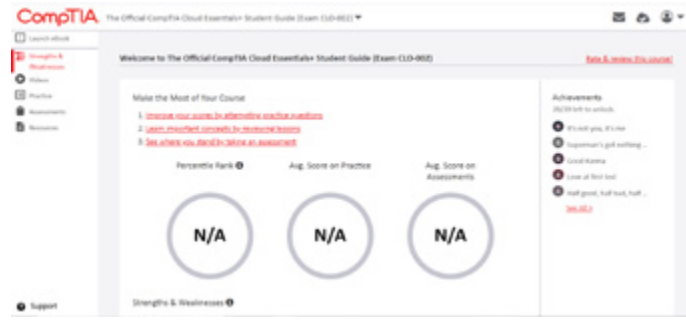 CompTIA. The Official CompTIA Cloud Essentials+ Student Guide (Exam CLO-002)
Launch eBook
Strengths &
Weaknesses
Videos
Practice
Assessments
Resources
Support
Welcome to The Official CompTIA Cloud Essentials+ Student Guide (Exam CLO-002)
Rate & review this course!
Make the Most of Your Course
1. Improve your scores by attempting practice questions
2. Learn important concepts by reviewing lessons
3. See where you stand by taking an assessment
Percentile Rank
Avg. Score on Practice
Avg. Score on
Assessments
N/A
N/A
N/A
Strengths & Weaknesses
Achievements
left to unlock
It's not you, it's me
Superman's got nothing ...
Good Karma
Love at first test
Half good, half bad, half ...
See All >